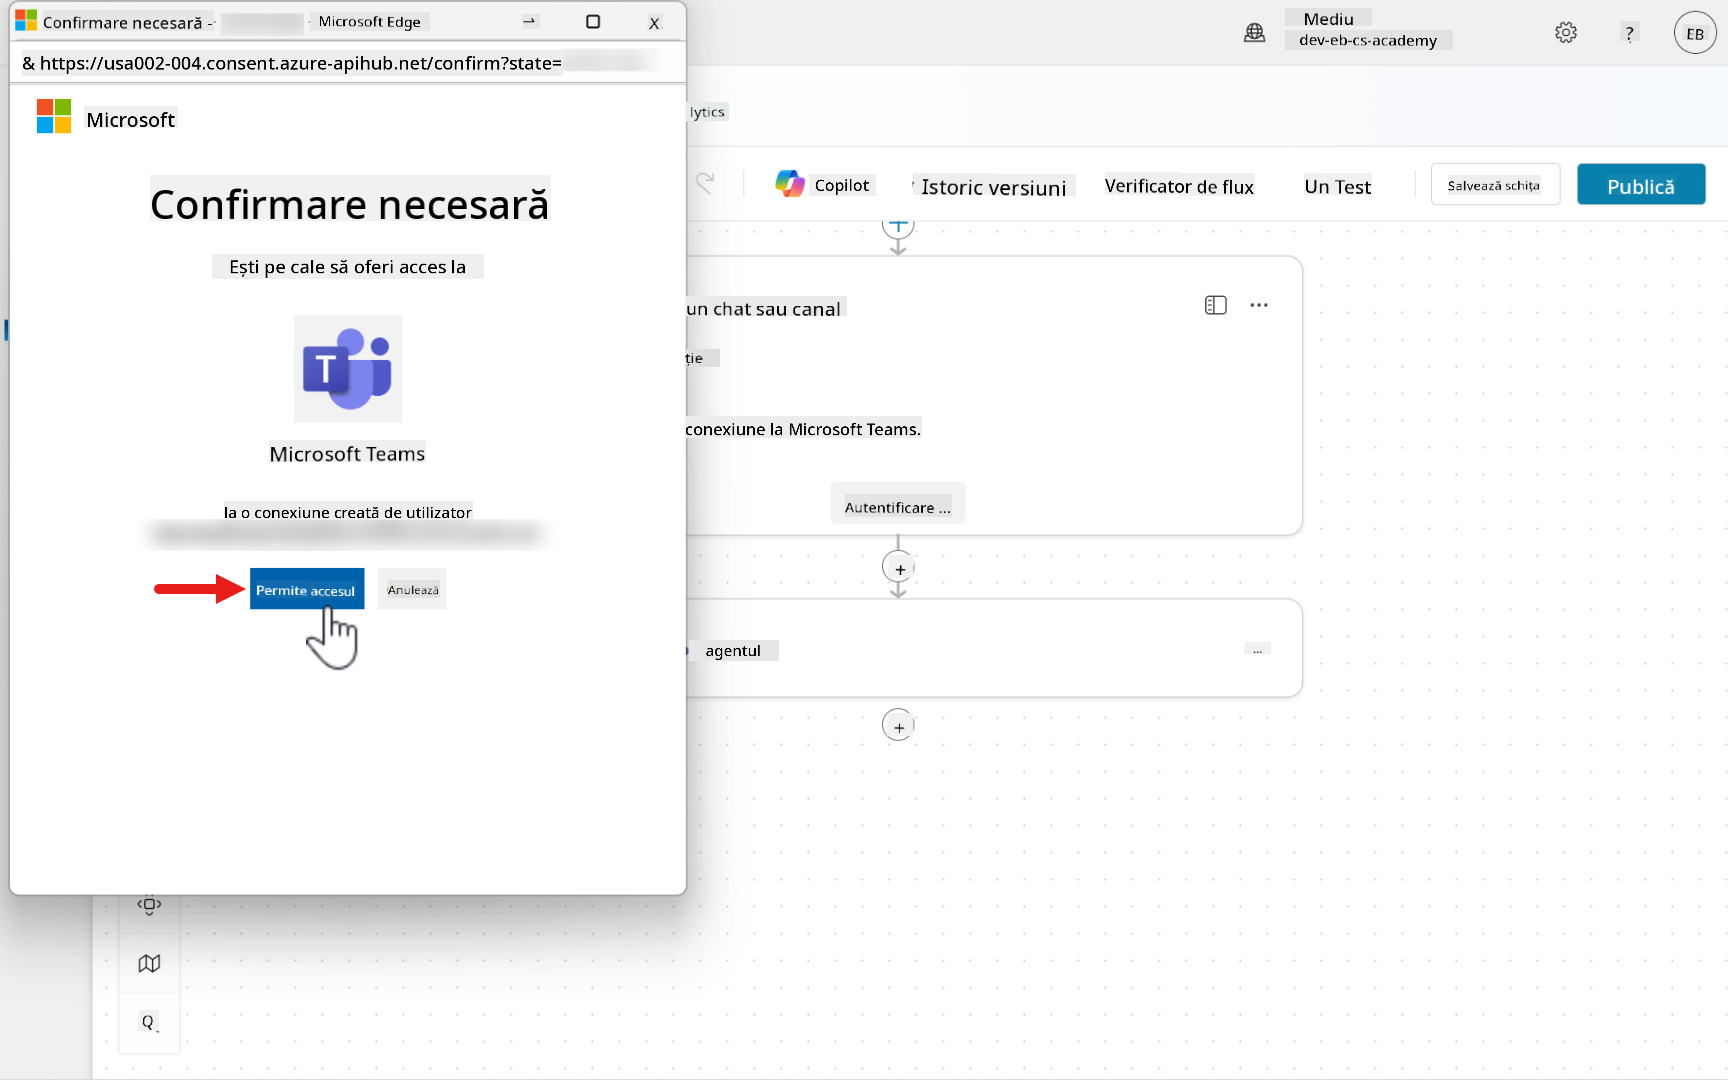 Confirmare necesară - Microsoft Edge
& https://usa002-004.consent.azure-apihub.net/confirm?state=
Microsoft
Confirmare necesară
Ești pe cale să oferi acces la
Microsoft Teams
la o conexiune creată de utilizator
Permite accesul
Anulează
Mediu
dev-eb-cs-academy
?
EB
lytics
Copilot
Istoric versiuni
Verificator de flux
Un Test
Salvează schița
Publică
un chat sau canal
ție
conexiune la Microsoft Teams.
Autentificare ...
agentul